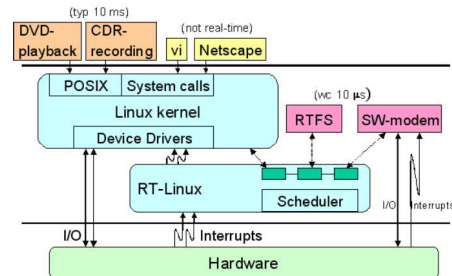 (typ 10 ms)
(not real-time)
DVD-
playback
CDR-
recording
vi
Netscape
POSIX
System calls
Linux kernel
(wc 10 µs)
Device Drivers
RTFS
SW-modem
RT-Linux
Scheduler
I/O
Interrupts
I/O
Interrupts
Hardware